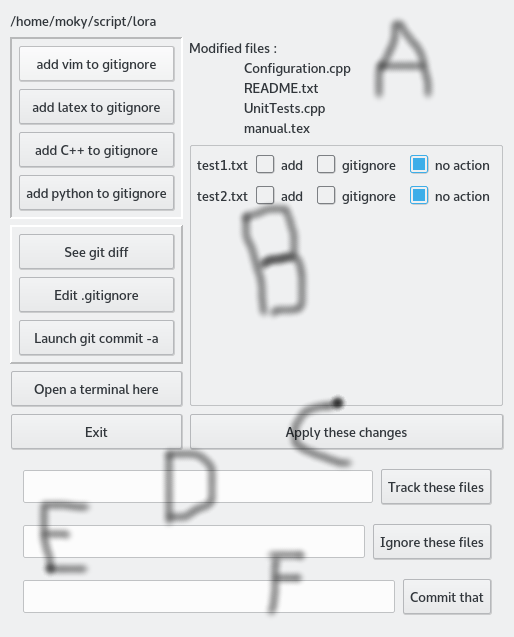 /home/moky/script/lora
A
add vim to gitignore
add latex to gitignore
add C++ to gitignore
add python to gitignore
See git diff
Edit .gitignore
Launch git commit -a
Open a terminal here
Exit
Modified files :
Configuration.cpp
README.txt
UnitTests.cpp
manual.tex
test1.txt add gitignore no action
test2.txt add gitignore no action
B
C
Apply these changes
D
Track these files
E
Ignore these files
F
Commit that